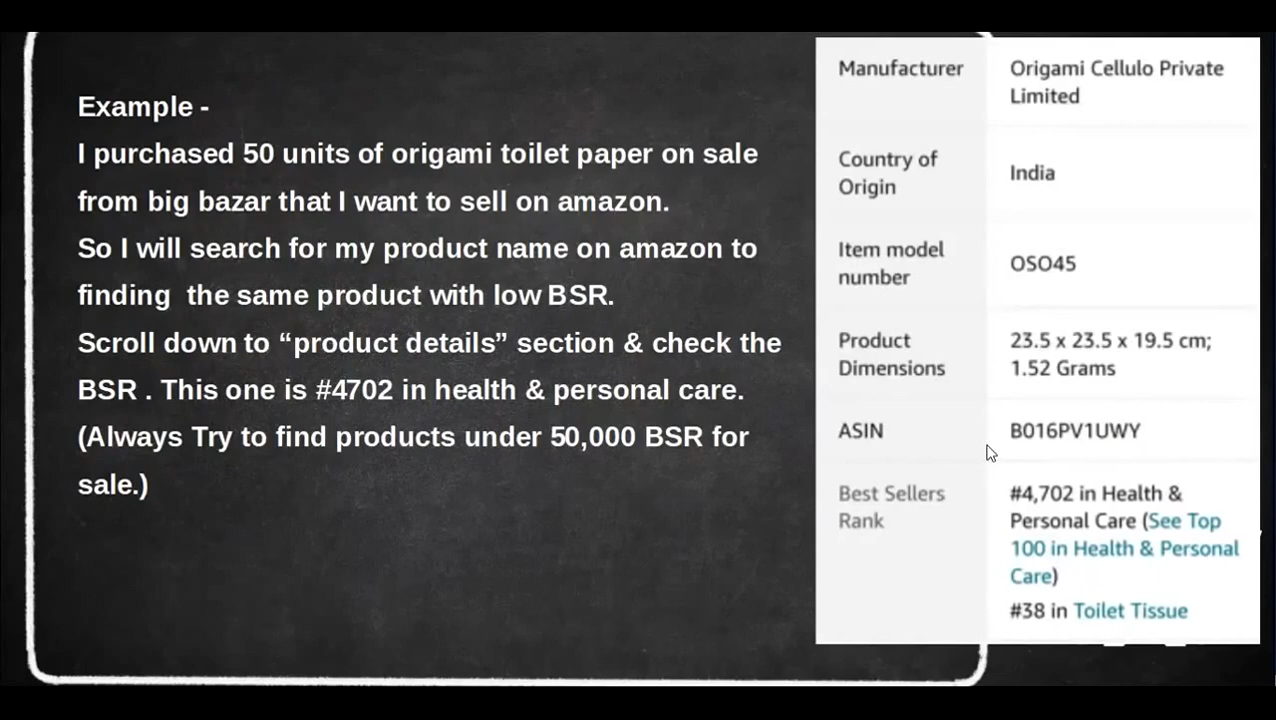 Example -
I purchased 50 units of origami toilet paper on sale
from big bazar that I want to sell on amazon.
So I will search for my product name on amazon to
finding  the same product with low BSR.
Scroll down to “product details” section & check the
BSR . This one is #4702 in health & personal care.
(Always Try to find products under 50,000 BSR for
sale.)
Manufacturer
Origami Cellulo Private
Limited
Country of
Origin
India
Item model
number
OSO45
Product
Dimensions
23.5 x 23.5 x 19.5 cm;
1.52 Grams
ASIN
B016PV1UWY
Best Sellers
Rank
#4,702 in Health &
Personal Care (See Top
100 in Health & Personal
Care)
#38 in Toilet Tissue